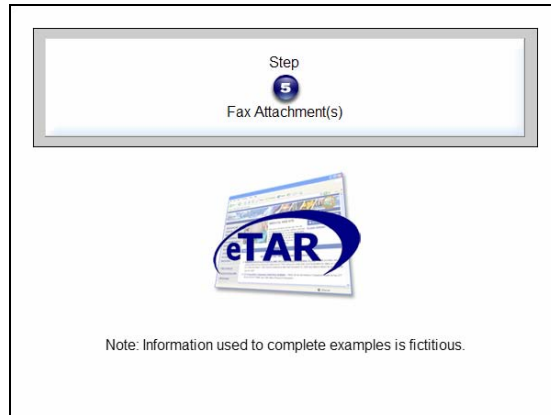 Step
5
Fax Attachment(s)
eTAR
Note: Information used to complete examples is fictitious.